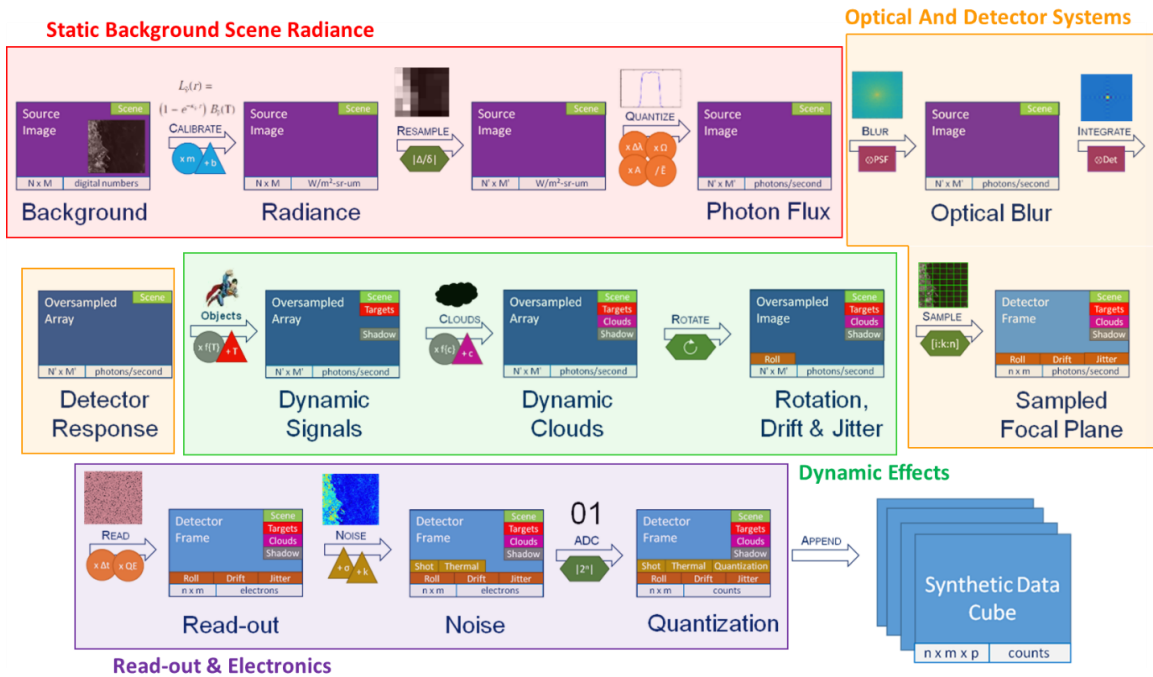 Static Background Scene Radiance
Optical And Detector Systems
L_λ(r) =
(1 − e^{-α_λ r}) B_λ(T)
Source
Image
Scene
N x M
digital numbers
Background
CALIBRATE
x m
+ b
Source
Image
Scene
N x M
W/m²-sr-um
Radiance
RESAMPLE
|Δ/δ|
Source
Image
Scene
N' x M'
W/m²-sr-um
QUANTIZE
x Δλ
x Ω
x A
/ Ē
Source
Image
Scene
N' x M'
photons/second
Photon Flux
BLUR
⊗PSF
Source
Image
Scene
N' x M'
photons/second
Optical Blur
INTEGRATE
⊗Det
Oversampled
Array
Scene
N' x M'
photons/second
Detector
Response
Objects
x f(T)
+ T
Oversampled
Array
Scene
Targets
Shadow
N' x M'
photons/second
Dynamic
Signals
CLOUDS
x f(c)
+ c
Oversampled
Array
Scene
Targets
Clouds
Shadow
N' x M'
photons/second
Dynamic
Clouds
ROTATE
Oversampled
Image
Scene
Targets
Clouds
Shadow
Roll
N' x M'
photons/second
Rotation,
Drift & Jitter
SAMPLE
[i:k:n]
Detector
Frame
Scene
Targets
Clouds
Shadow
Roll
Drift
Jitter
n x m
photons/second
Sampled
Focal Plane
Dynamic Effects
READ
x Δt
x QE
Detector
Frame
Scene
Targets
Clouds
Shadow
Roll
Drift
Jitter
n x m
electrons
Read-out
NOISE
+ σ
+ k
Detector
Frame
Scene
Targets
Clouds
Shadow
Shot
Thermal
Roll
Drift
Jitter
n x m
electrons
Noise
01
ADC
|2ⁿ|
Detector
Frame
Scene
Targets
Clouds
Shadow
Shot
Thermal
Quantization
Roll
Drift
Jitter
n x m
counts
Quantization
APPEND
Synthetic Data
Cube
n x m x p
counts
Read-out & Electronics